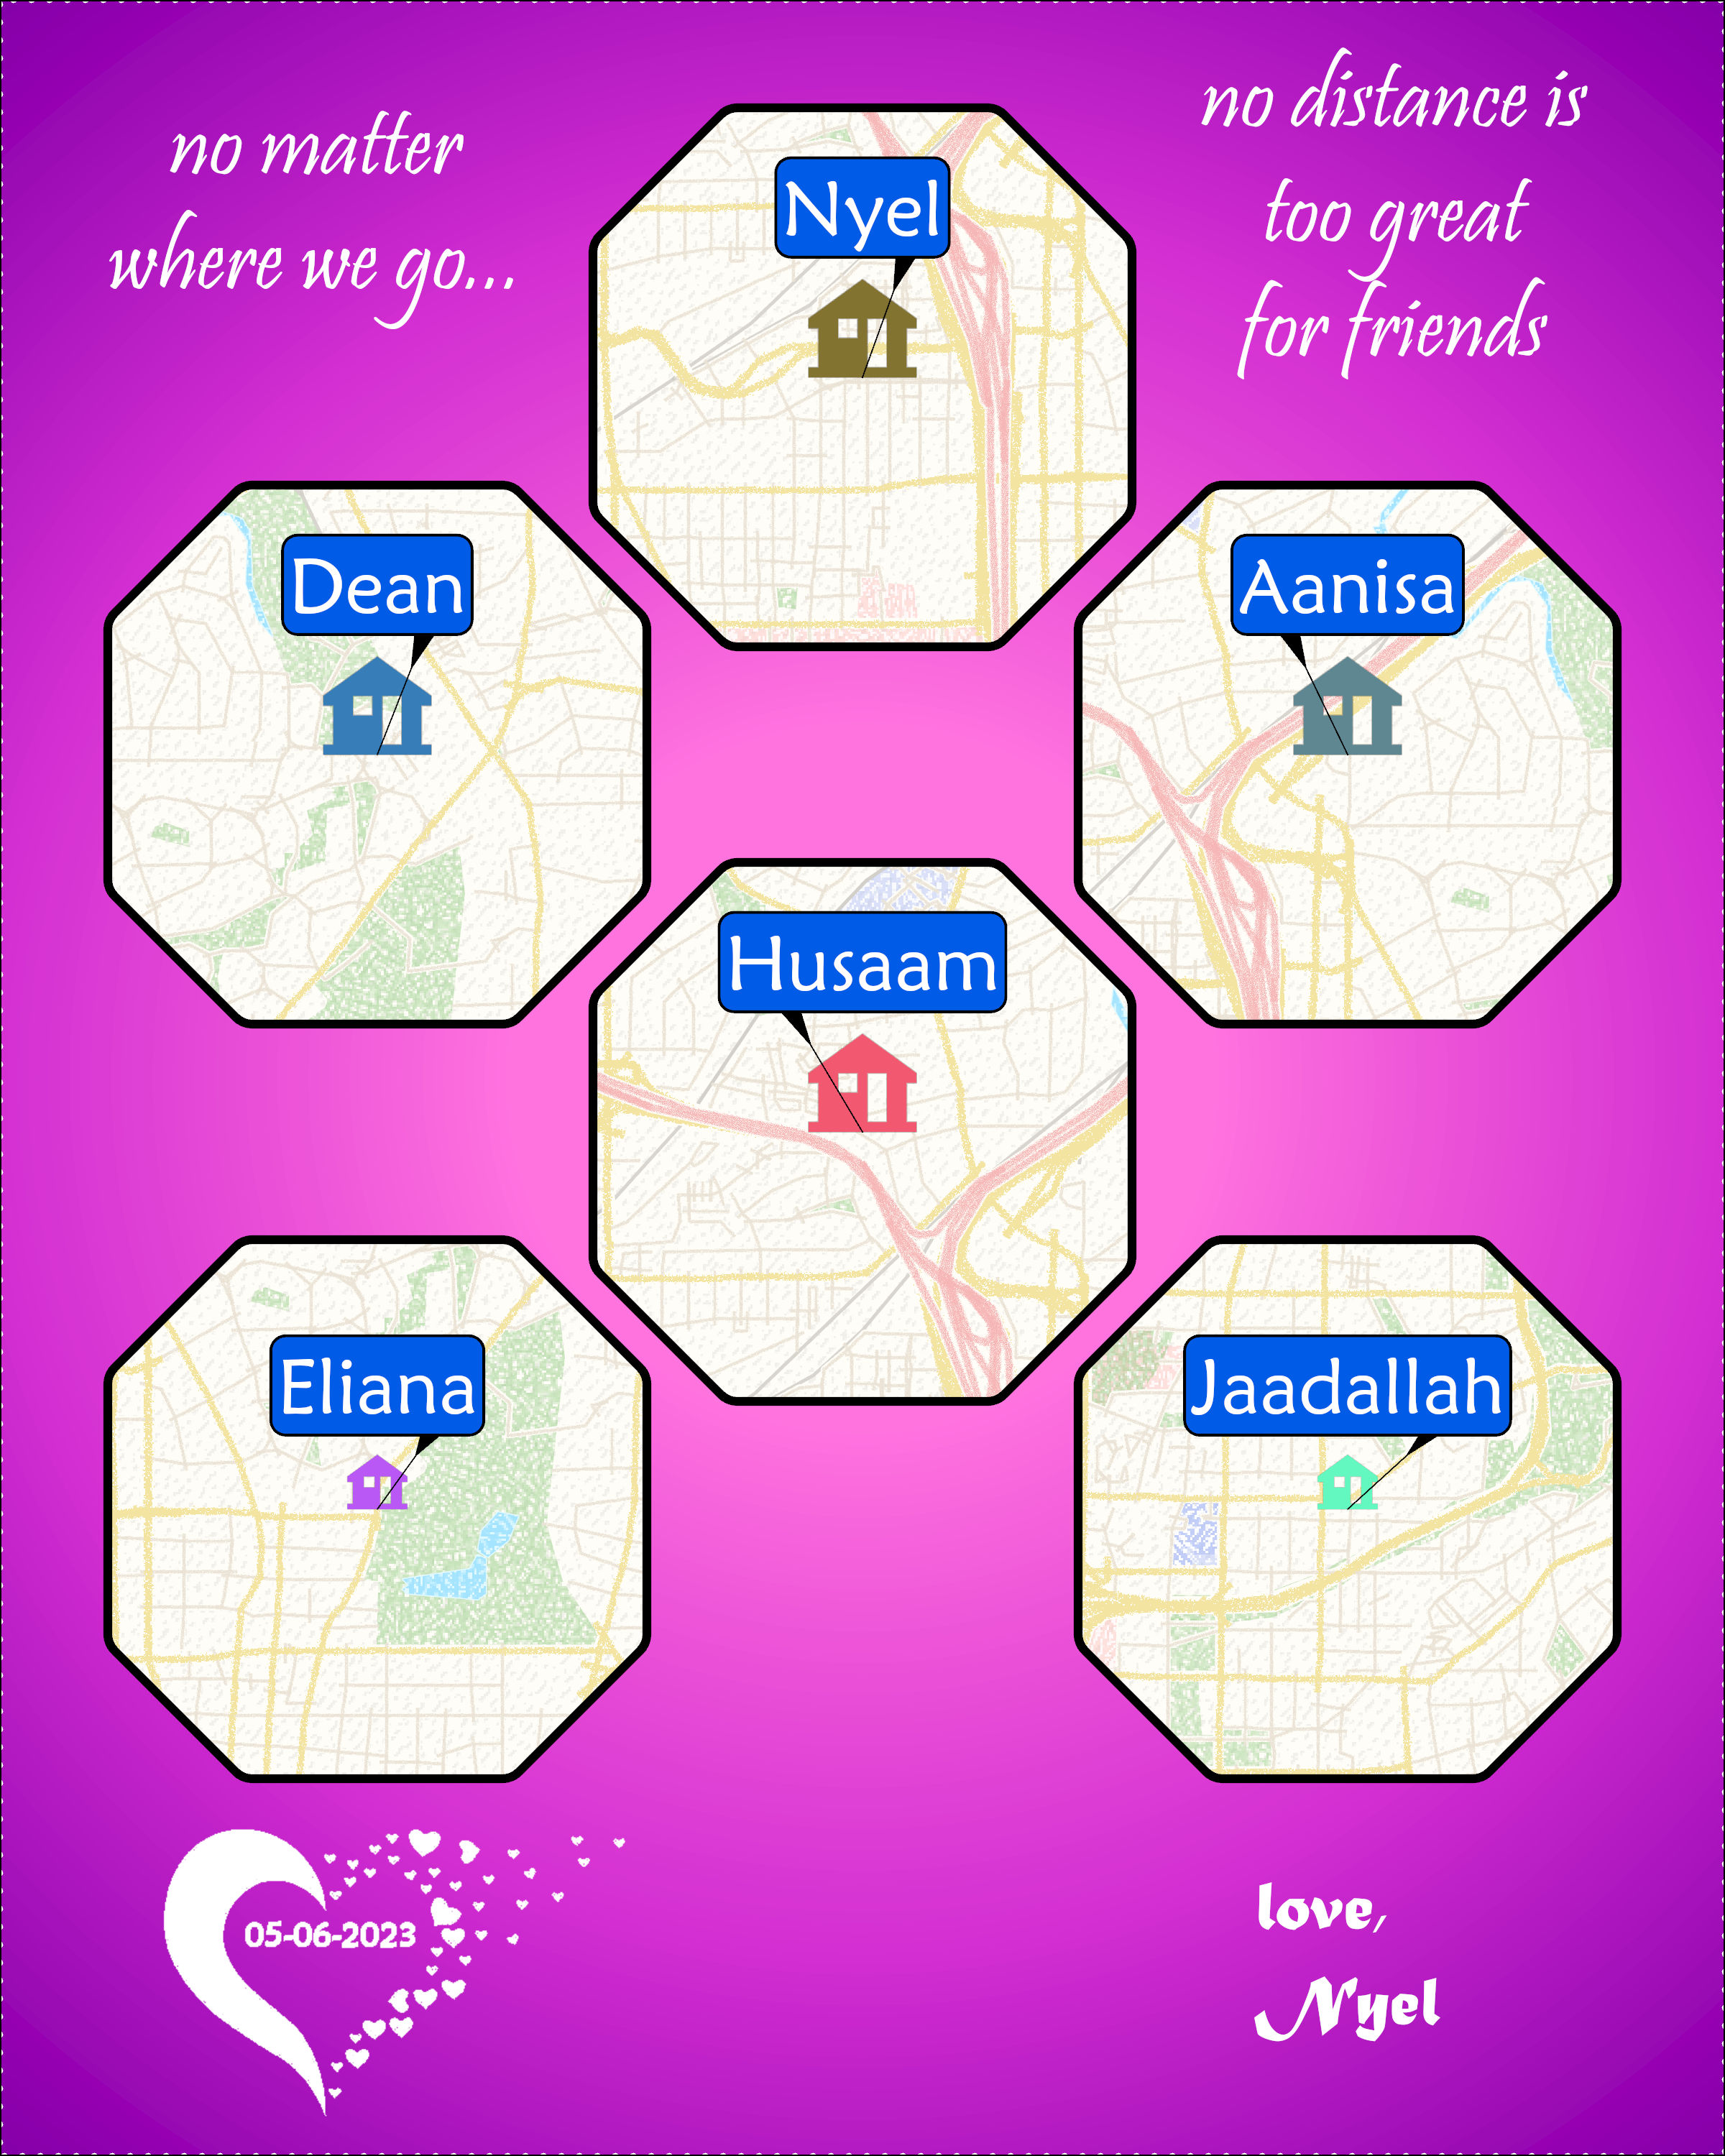 no matter
where we go...
no distance is
too great
for friends
Nyel
Dean
Aanisa
Husaam
Eliana
Jaadallah
05-06-2023
love,
Nyel